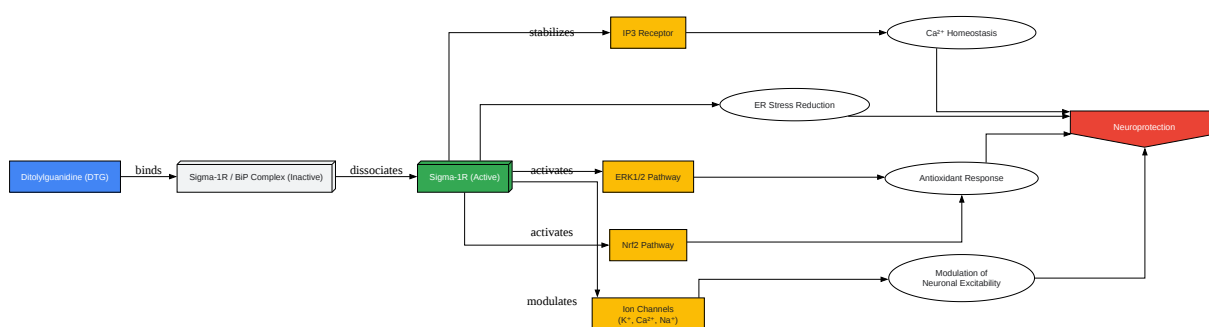 stabilizes
IP3 Receptor
Ca²⁺ Homeostasis
ER Stress Reduction
Neuroprotection
Ditolylguanidine (DTG)
binds
Sigma-1R / BiP Complex (Inactive)
dissociates
Sigma-1R (Active)
activates
ERK1/2 Pathway
Antioxidant Response
activates
Nrf2 Pathway
Modulation of
Neuronal Excitability
modulates
Ion Channels
(K⁺, Ca²⁺, Na⁺)